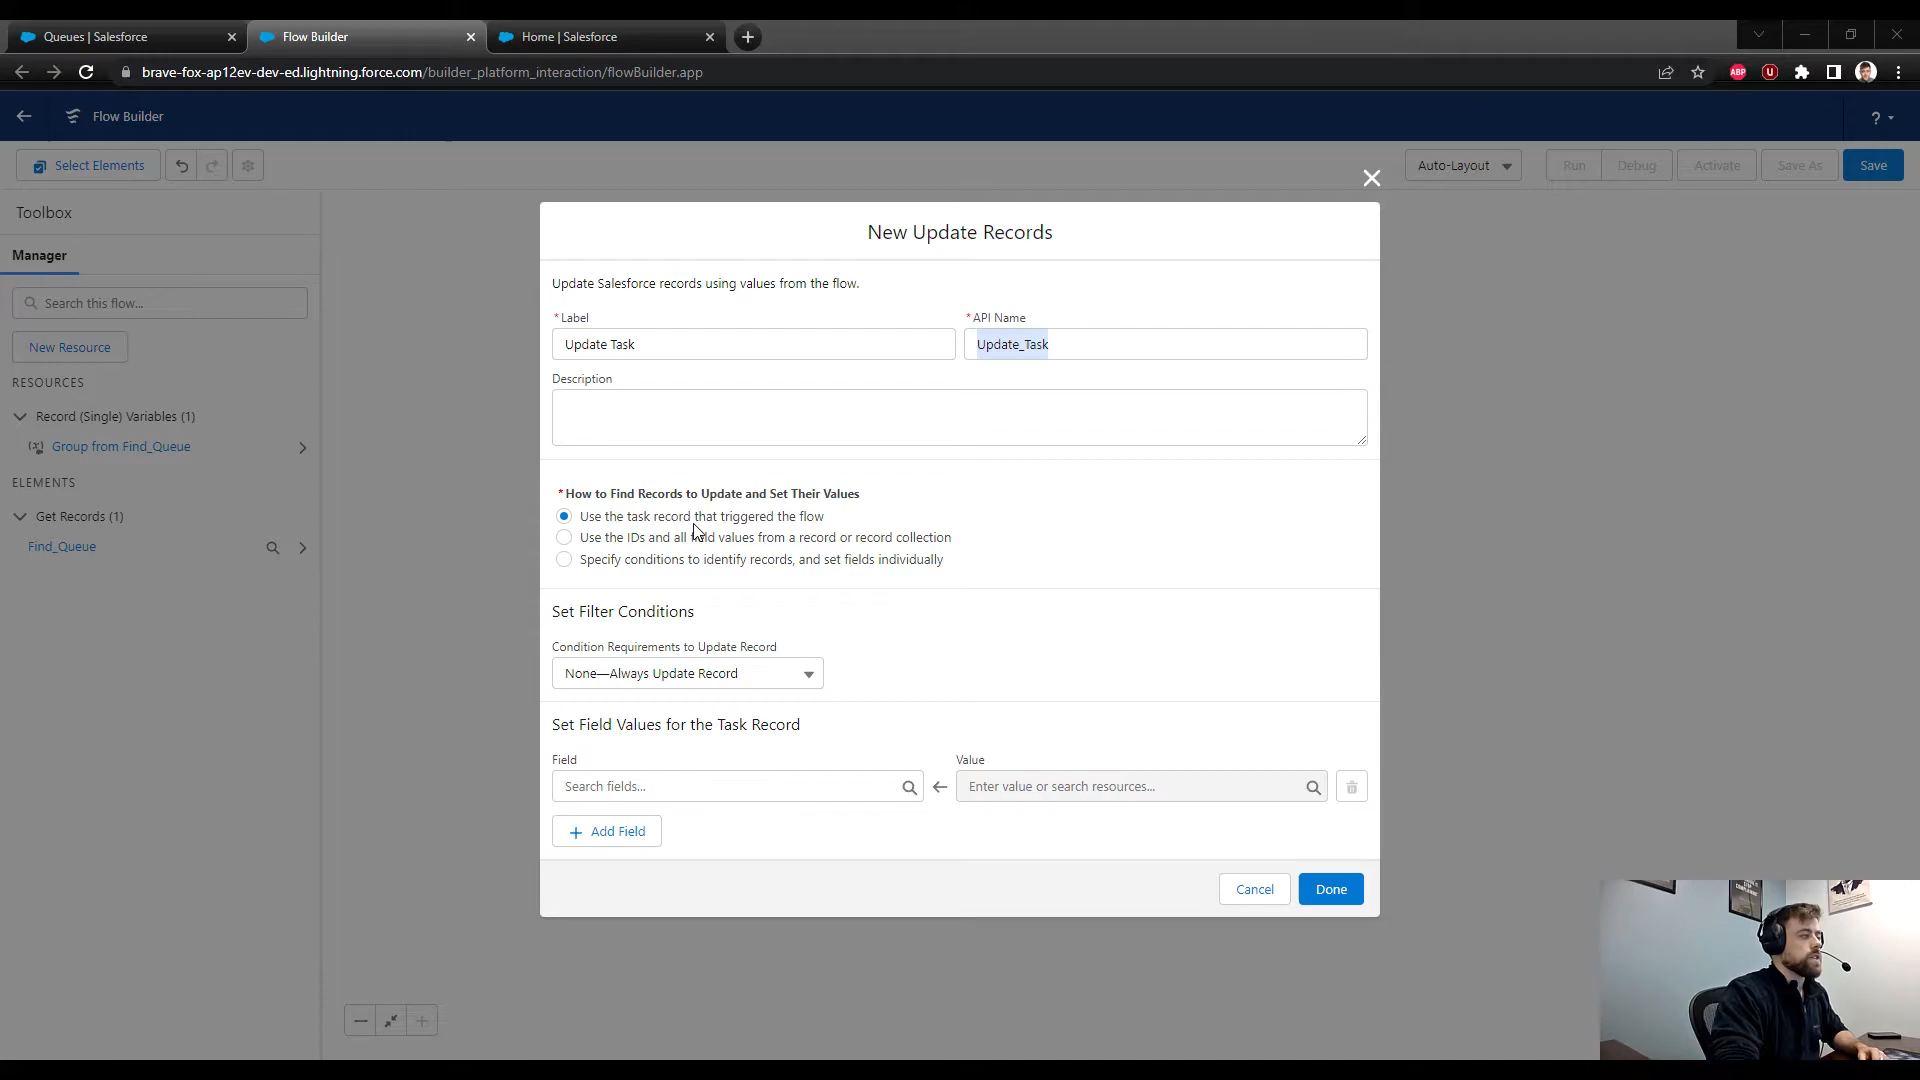 Queues | Salesforce
Flow Builder
Home | Salesforce
brave-fox-ap12ev-dev-ed.lightning.force.com/builder_platform_interaction/flowBuilder.app
ABP
U
Flow Builder
?
Select Elements
Auto-Layout
Run
Debug
Activate
Save As
Save
Toolbox
Manager
Search this flow...
New Resource
RESOURCES
Record (Single) Variables (1)
Group from Find_Queue
ELEMENTS
Get Records (1)
Find_Queue
New Update Records
Update Salesforce records using values from the flow.
* Label
* API Name
Update Task
Update_Task
Description
* How to Find Records to Update and Set Their Values
Use the task record that triggered the flow
Use the IDs and all field values from a record or record collection
Specify conditions to identify records, and set fields individually
Set Filter Conditions
Condition Requirements to Update Record
None—Always Update Record
Set Field Values for the Task Record
Field
Value
Search fields...
Enter value or search resources...
+ Add Field
Cancel
Done